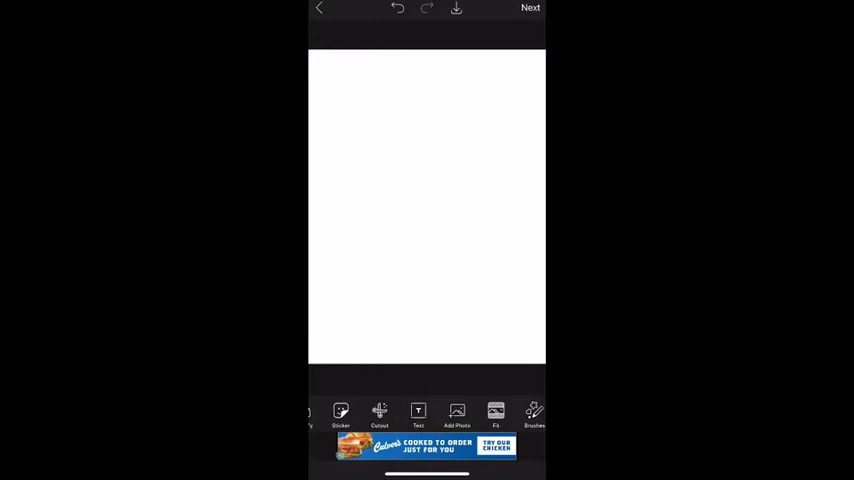 Next
Sticker
Cutout
Text
Add Photo
Fit
Brushes
Culver's
COOKED TO ORDER
JUST FOR YOU
TRY OUR
CHICKEN